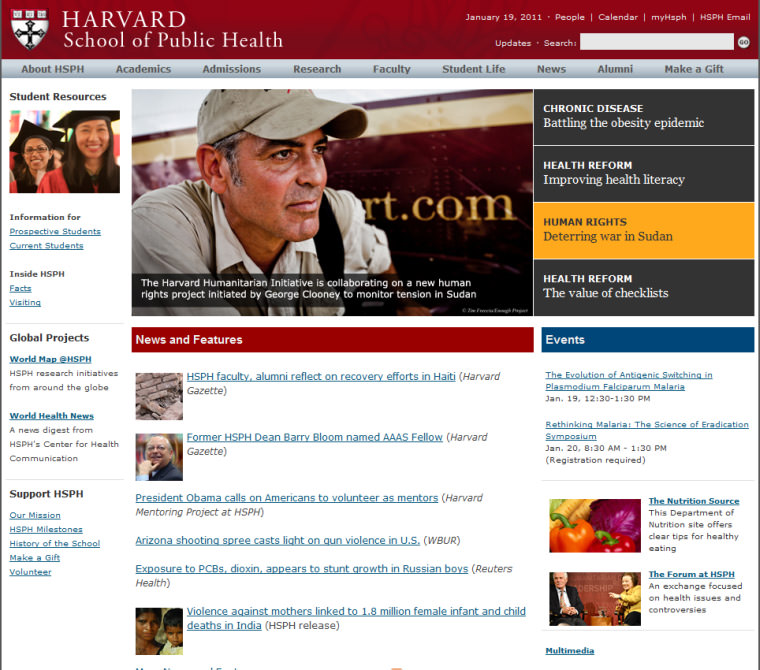 HARVARD
School of Public Health
January 19, 2011 · People | Calendar | myHsph | HSPH Email
Updates · Search:
GO
About HSPH Academics Admissions Research Faculty Student Life News Alumni Make a Gift
Student Resources
Information for
Prospective Students
Current Students
Inside HSPH
Facts
Visiting
Global Projects
World Map @HSPH
HSPH research initiatives
from around the globe
World Health News
A news digest from
HSPH's Center for Health
Communication
Support HSPH
Our Mission
HSPH Milestones
History of the School
Make a Gift
Volunteer
rt.com
The Harvard Humanitarian Initiative is collaborating on a new human
rights project initiated by George Clooney to monitor tension in Sudan
© Tim Freccia/Enough Project
CHRONIC DISEASE
Battling the obesity epidemic
HEALTH REFORM
Improving health literacy
HUMAN RIGHTS
Deterring war in Sudan
HEALTH REFORM
The value of checklists
News and Features
HSPH faculty, alumni reflect on recovery efforts in Haiti (Harvard
Gazette)
Former HSPH Dean Barry Bloom named AAAS Fellow (Harvard
Gazette)
President Obama calls on Americans to volunteer as mentors (Harvard
Mentoring Project at HSPH)
Arizona shooting spree casts light on gun violence in U.S. (WBUR)
Exposure to PCBs, dioxin, appears to stunt growth in Russian boys (Reuters
Health)
Violence against mothers linked to 1.8 million female infant and child
deaths in India (HSPH release)
Events
The Evolution of Antigenic Switching in
Plasmodium Falciparum Malaria
Jan. 19, 12:30-1:30 PM
Rethinking Malaria: The Science of Eradication
Symposium
Jan. 20, 8:30 AM - 1:30 PM
(Registration required)
The Nutrition Source
This Department of
Nutrition site offers
clear tips for healthy
eating
The Forum at HSPH
An exchange focused
on health issues and
controversies
Multimedia